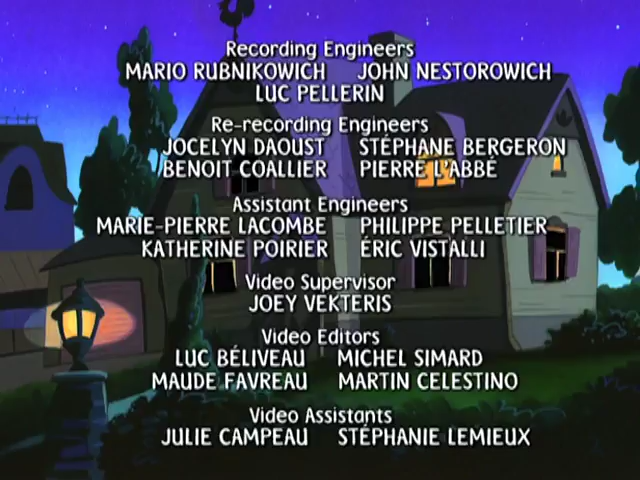 Recording Engineers
MARIO RUBNIKOWICH JOHN NESTOROWICH
LUC PELLERIN
Re-recording Engineers
JOCELYN DAOUST STÉPHANE BERGERON
BENOIT COALLIER PIERRE L'ABBÉ
Assistant Engineers
MARIE-PIERRE LACOMBE PHILIPPE PELLETIER
KATHERINE POIRIER ÉRIC VISTALLI
Video Supervisor
JOEY VEKTERIS
Video Editors
LUC BÉLIVEAU MICHEL SIMARD
MAUDE FAVREAU MARTIN CELESTINO
Video Assistants
JULIE CAMPEAU STÉPHANIE LEMIEUX